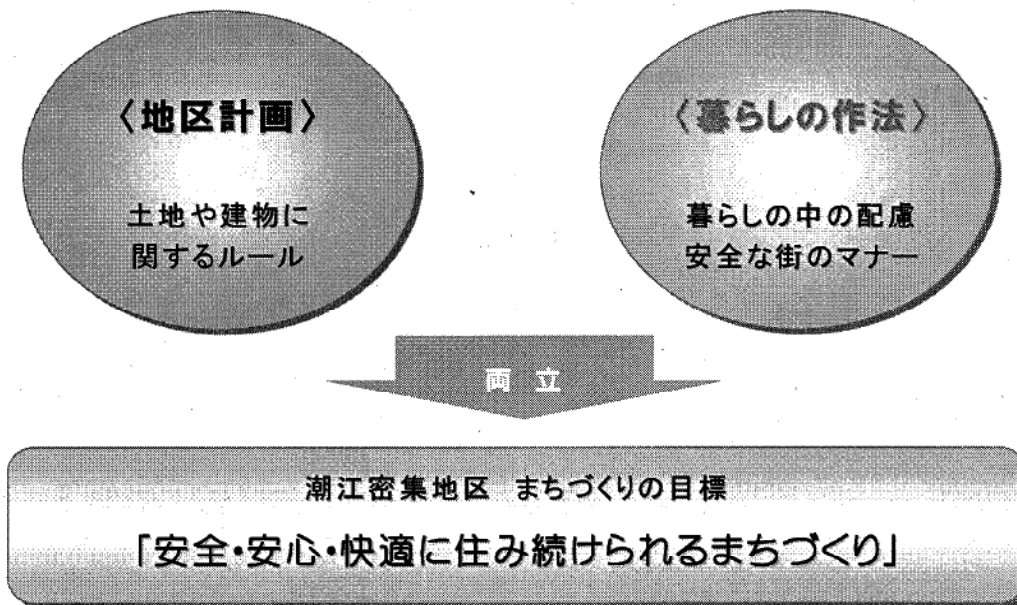 〈地区計画〉
土地や建物に
関するルール
〈暮らしの作法〉
暮らしの中の配慮
安全な街のマナー
両 立
潮江密集地区 まちづくりの目標
「安全・安心・快適に住み続けられるまちづくり」